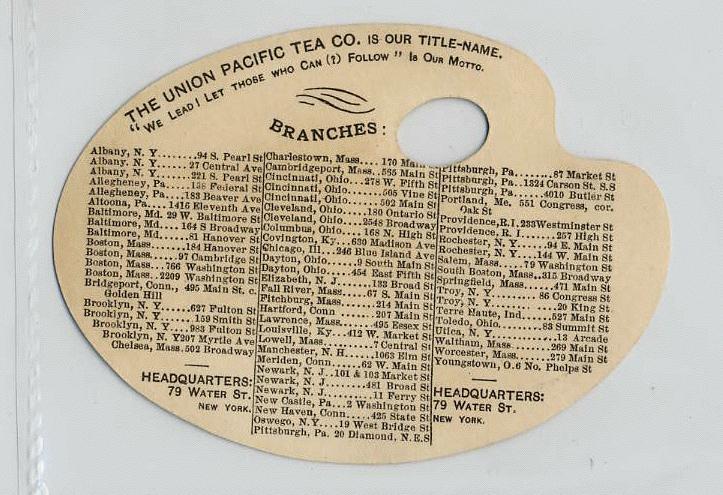 THE UNION PACIFIC TEA CO. IS OUR TITLE-NAME.
"WE LEAD! LET THOSE WHO CAN (?) FOLLOW" IS OUR MOTTO.
BRANCHES:
Albany, N. Y.......94 S. Pearl St
Albany, N. Y.......27 Central Ave
Albany, N. Y.......221 S. Pearl St
Allegheney, Pa.....138 Federal St
Allegheney, Pa....183 Beaver Ave
Altoona, Pa.....1416 Eleventh Ave
Baltimore, Md. 29 W. Baltimore St
Baltimore, Md....164 S Broadway
Baltimore, Md......81 Hanover St
Boston, Mass......184 Hanover St
Boston, Mass.....97 Cambridge St
Boston, Mass...766 Washington St
Boston, Mass..2209 Washington St
Bridgeport, Conn., 495 Main St. c.
Golden Hill
Brooklyn, N. Y......627 Fulton St
Brooklyn, N. Y......159 Smith St
Brooklyn, N. Y....983 Fulton St
Brooklyn, N Y207 Myrtle Ave
Chelsea, Mass.502 Broadway
HEADQUARTERS:
79 WATER ST.
NEW YORK.
Charlestown, Mass.... 170 Main St
Cambridgeport, Mass...565 Main St
Cincinnati, Ohio...278 W. Fifth St
Cincinnati, Ohio........505 Vine St
Cincinnati, Ohio........502 Main St
Cleveland, Ohio.....180 Ontario St
Cleveland, Ohio....2548 Broadway
Columbus, Ohio....168 N. High St
Covington, Ky...630 Madison Ave
Chicago, Ill...246 Blue Island Ave
Dayton, Ohio......9 South Main St
Dayton, Ohio.....454 East Fifth St
Elizabeth, N. J.......133 Broad St
Fall River, Mass......67 S. Main St
Fitchburg, Mass.......214 Main St
Hartford, Conn ........207 Main St
Lawrence, Mass.......495 Essex St
Louisville, Ky...412 W. Market St
Lowell, Mass............7 Central St
Manchester, N. H.....1063 Elm St
Meriden, Conn......62 W. Main St
Newark, N. J...101 & 103 Market St
Newark, N. J........481 Broad St
Newark, N. J.........11 Ferry St
New Castle, Pa...2 Washington St
New Haven, Conn....425 State St
Oswego, N.Y....19 West Bridge St
Pittsburgh, Pa. 20 Diamond, N.E.S
Pittsburgh, Pa.......87 Market St
Pittsburgh, Pa..1324 Carson St. S.S
Pittsburgh, Pa......4010 Butler St
Portland, Me. 551 Congress, cor.
Oak St
Providence,R.I.233Westminster St
Providence, R. I......257 High St
Rochester, N. Y.....94 E. Main St
Rochester, N. Y....144 W. Main St
Salem, Mass.....79 Washington St
South Boston, Mass..315 Broadway
Springfield, Mass.....471 Main St
Troy, N. Y........86 Congress St
Troy, N. Y...........20 King St
Terre Haute, Ind.....527 Main St
Toledo, Ohio........83 Summit St
Utica, N. Y............13 Arcade
Waltham, Mass......269 Main St
Worcester, Mass....279 Main St
Youngstown, O.6 No. Phelps St
HEADQUARTERS:
79 WATER ST.
NEW YORK.